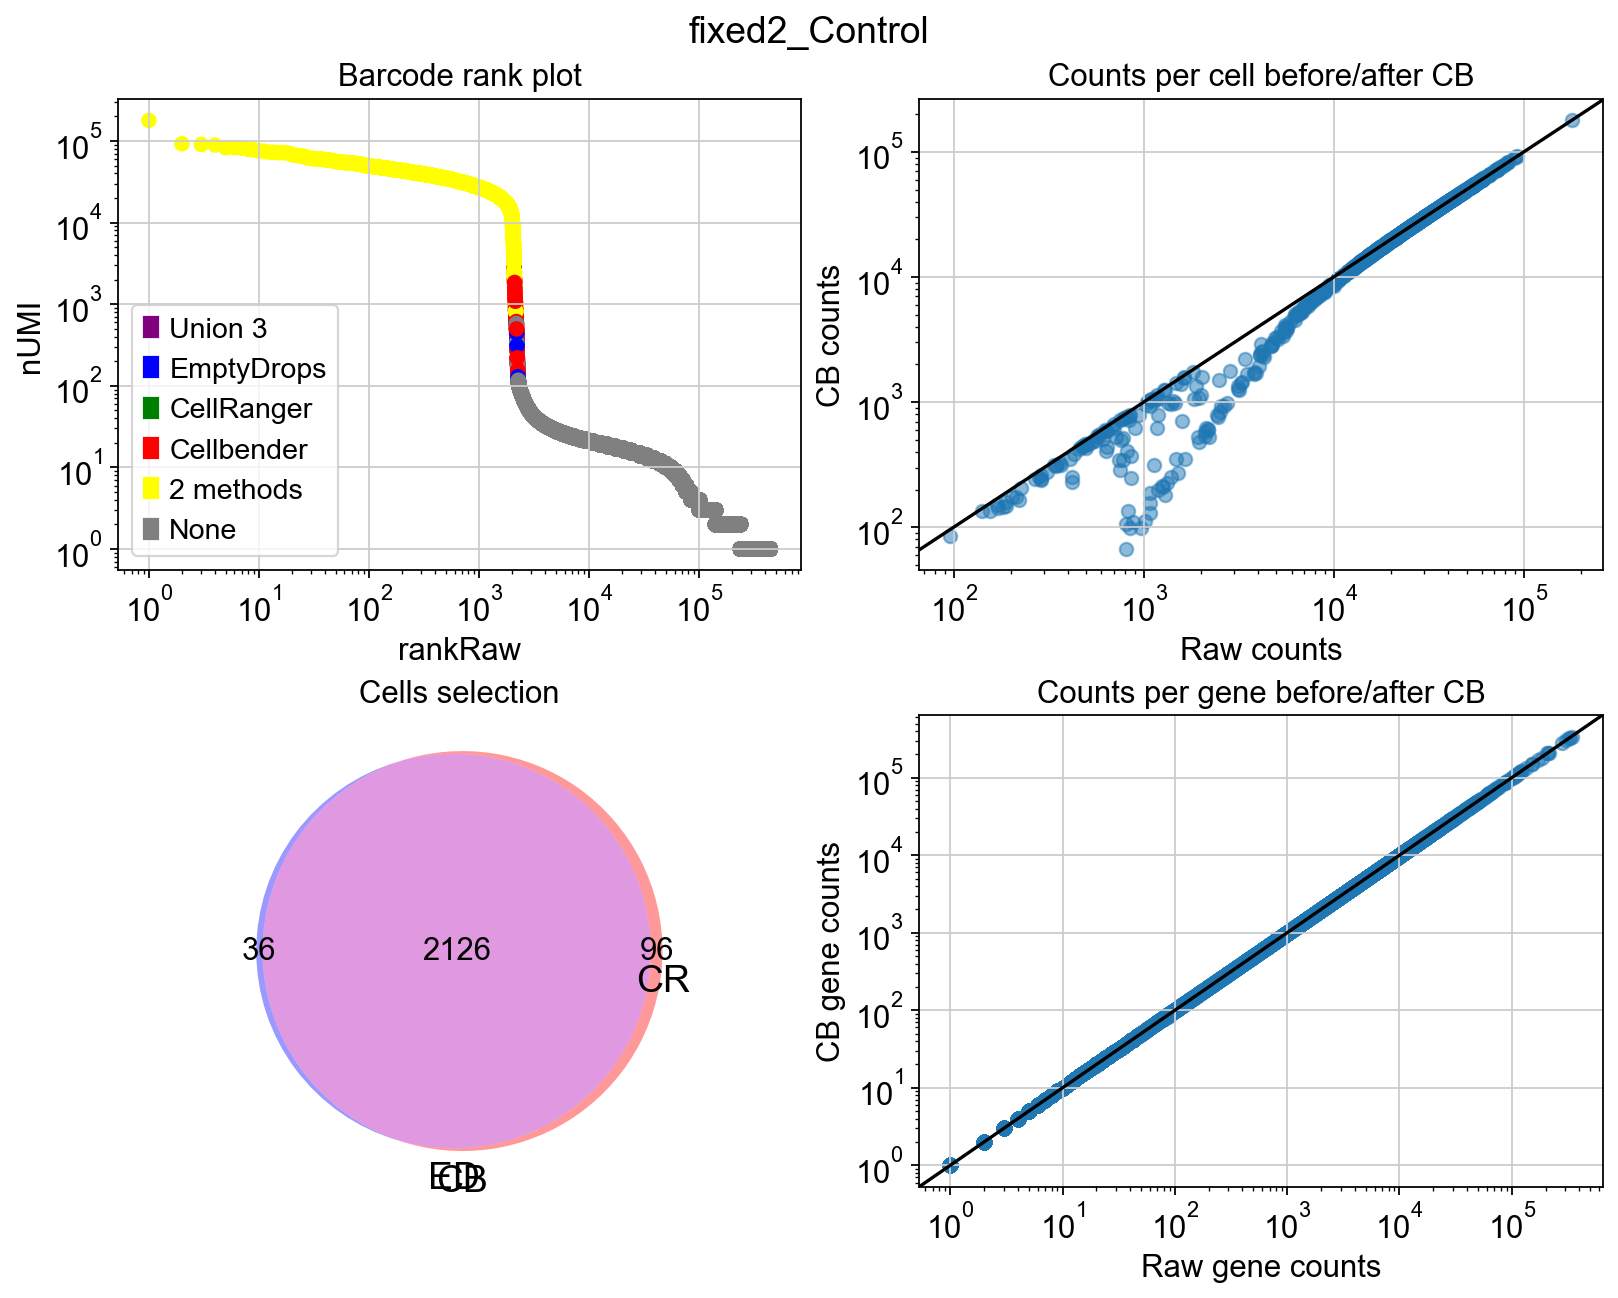 fixed2_Control
Barcode rank plot
nUMI
10^5
10^4
10^3
10^2
10^1
10^0
Union 3
EmptyDrops
CellRanger
Cellbender
2 methods
None
10^0 10^1 10^2 10^3 10^4 10^5
rankRaw
Counts per cell before/after CB
CB counts
10^5
10^4
10^3
10^2
10^2 10^3 10^4 10^5
Raw counts
Cells selection
36 2126 96
CR
ED
CB
Counts per gene before/after CB
CB gene counts
10^5
10^4
10^3
10^2
10^1
10^0
10^0 10^1 10^2 10^3 10^4 10^5
Raw gene counts